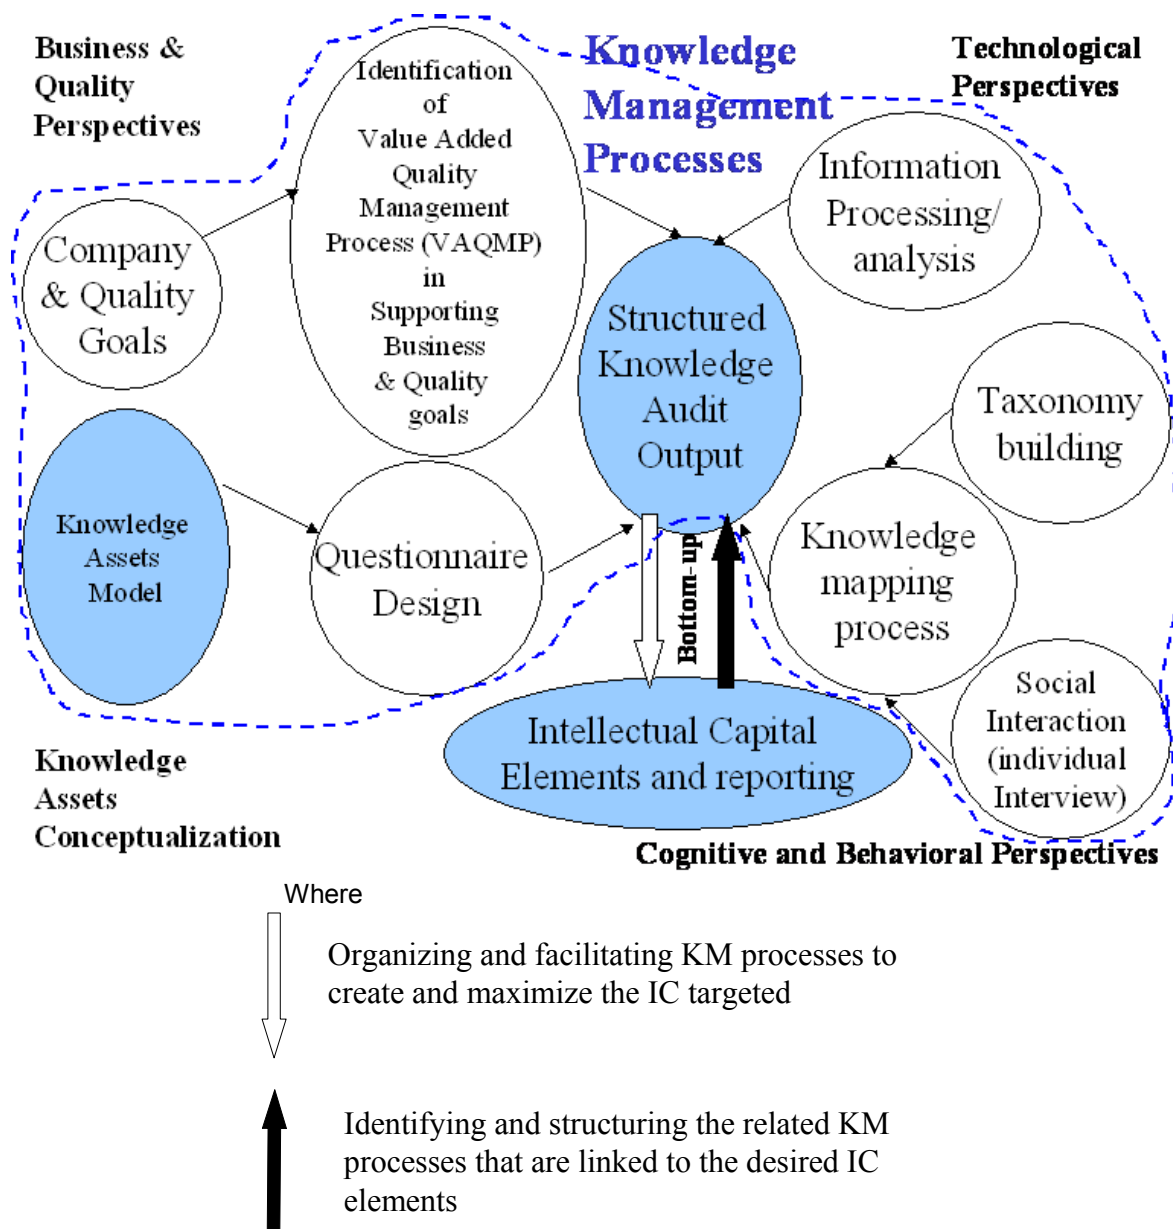 Business &
Quality
Perspectives
Identification
of
Value Added
Quality
Management
Process (VAQMP)
in
Supporting
Business
& Quality
goals
Knowledge
Management
Processes
Technological
Perspectives
Company
& Quality
Goals
Information
Processing/
analysis
Structured
Knowledge
Audit
Output
Taxonomy
building
Knowledge
Assets
Model
Questionnaire
Design
Bottom-up
Knowledge
mapping
process
Intellectual Capital
Elements and reporting
Social
Interaction
(individual
Interview)
Knowledge
Assets
Conceptualization
Cognitive and Behavioral Perspectives
Where
Organizing and facilitating KM processes to
create and maximize the IC targeted
Identifying and structuring the related KM
processes that are linked to the desired IC
elements